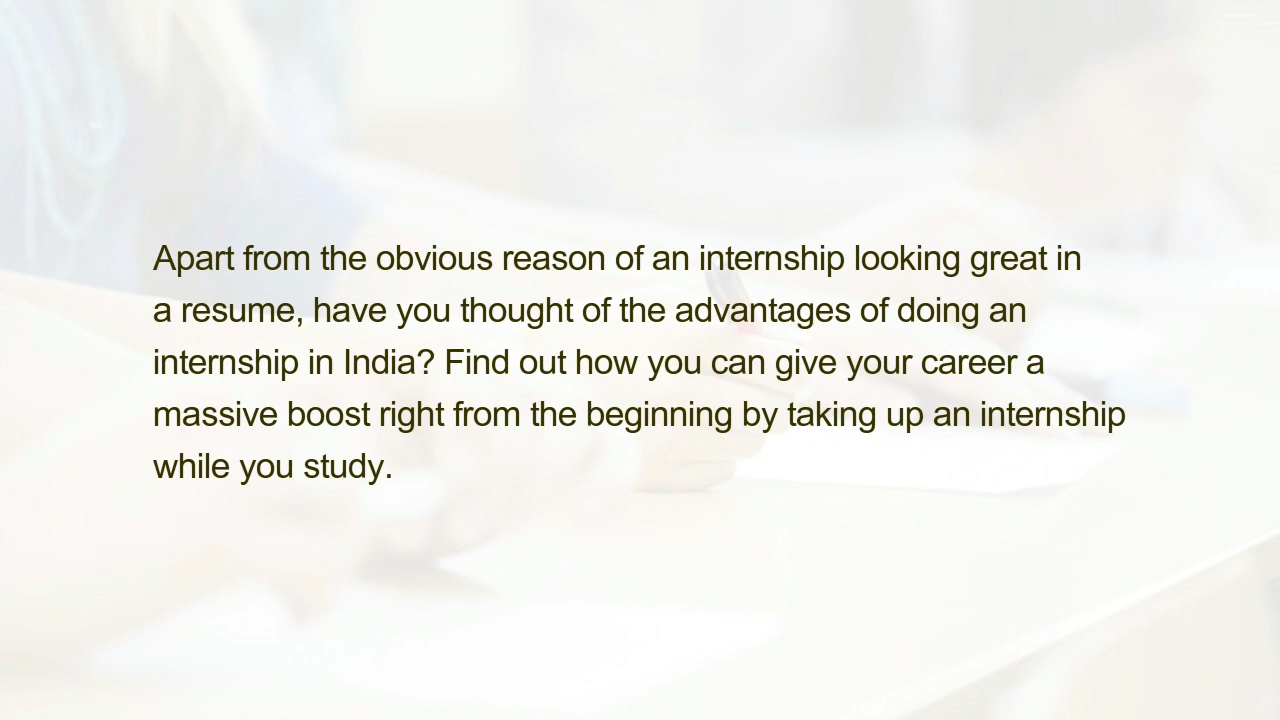 Apart from the obvious reason of an internship looking great in
a resume, have you thought of the advantages of doing an
internship in India? Find out how you can give your career a
massive boost right from the beginning by taking up an internship
while you study.